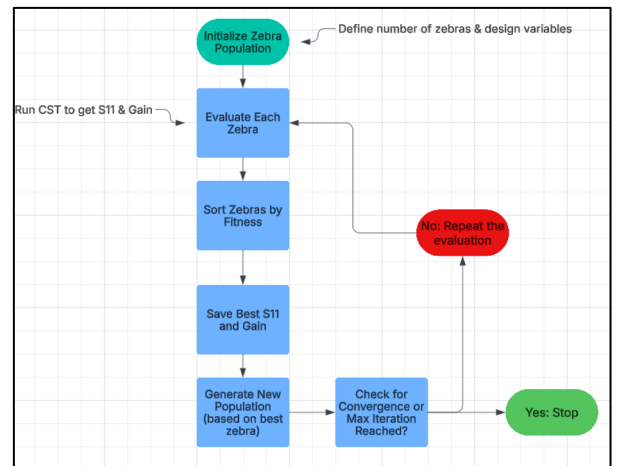 Initialize Zebra
Population
Define number of zebras & design variables
Run CST to get S11 & Gain
Evaluate Each
Zebra
Sort Zebras by
Fitness
No: Repeat the
evaluation
Save Best S11
and Gain
Generate New
Population
(based on best
zebra)
Check for
Convergence or
Max Iteration
Reached?
Yes: Stop